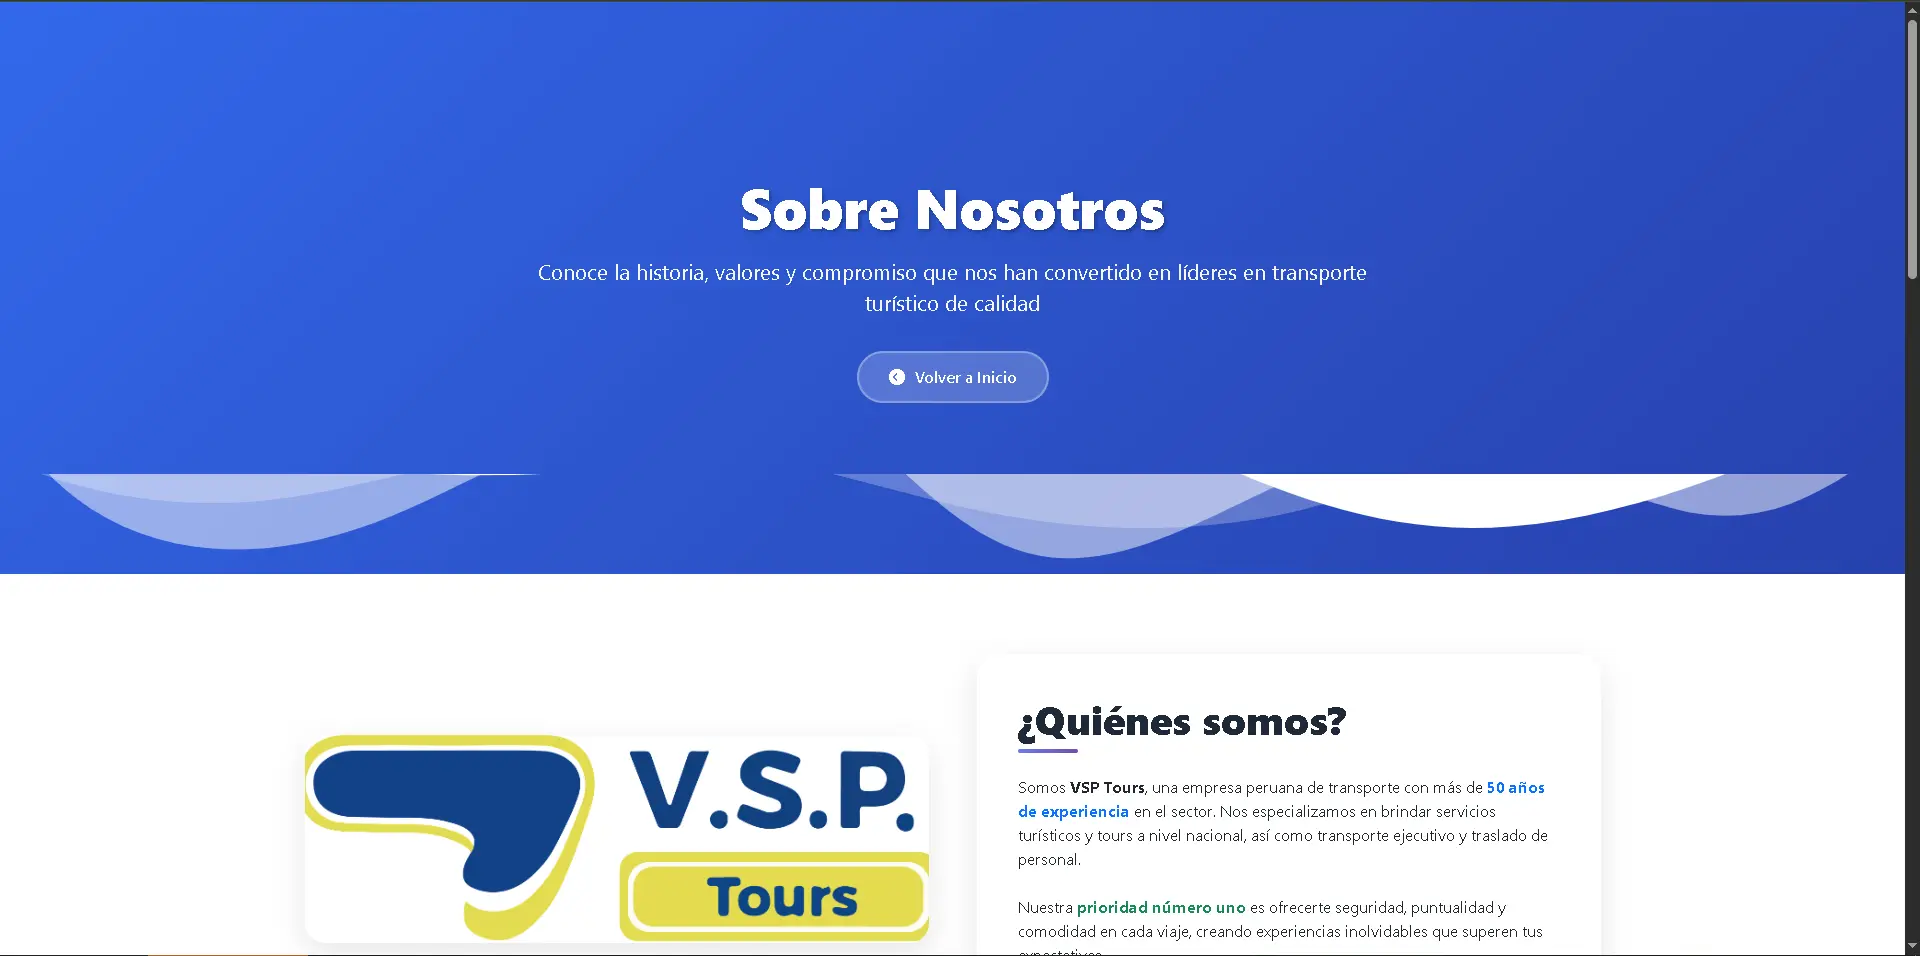 Sobre Nosotros
Conoce la historia, valores y compromiso que nos han convertido en líderes en transporte
turístico de calidad
Volver a Inicio
V.S.P.
Tours
¿Quiénes somos?
Somos VSP Tours, una empresa peruana de transporte con más de 50 años
de experiencia en el sector. Nos especializamos en brindar servicios
turísticos y tours a nivel nacional, así como transporte ejecutivo y traslado de
personal.
Nuestra prioridad número uno es ofrecerte seguridad, puntualidad y
comodidad en cada viaje, creando experiencias inolvidables que superen tus